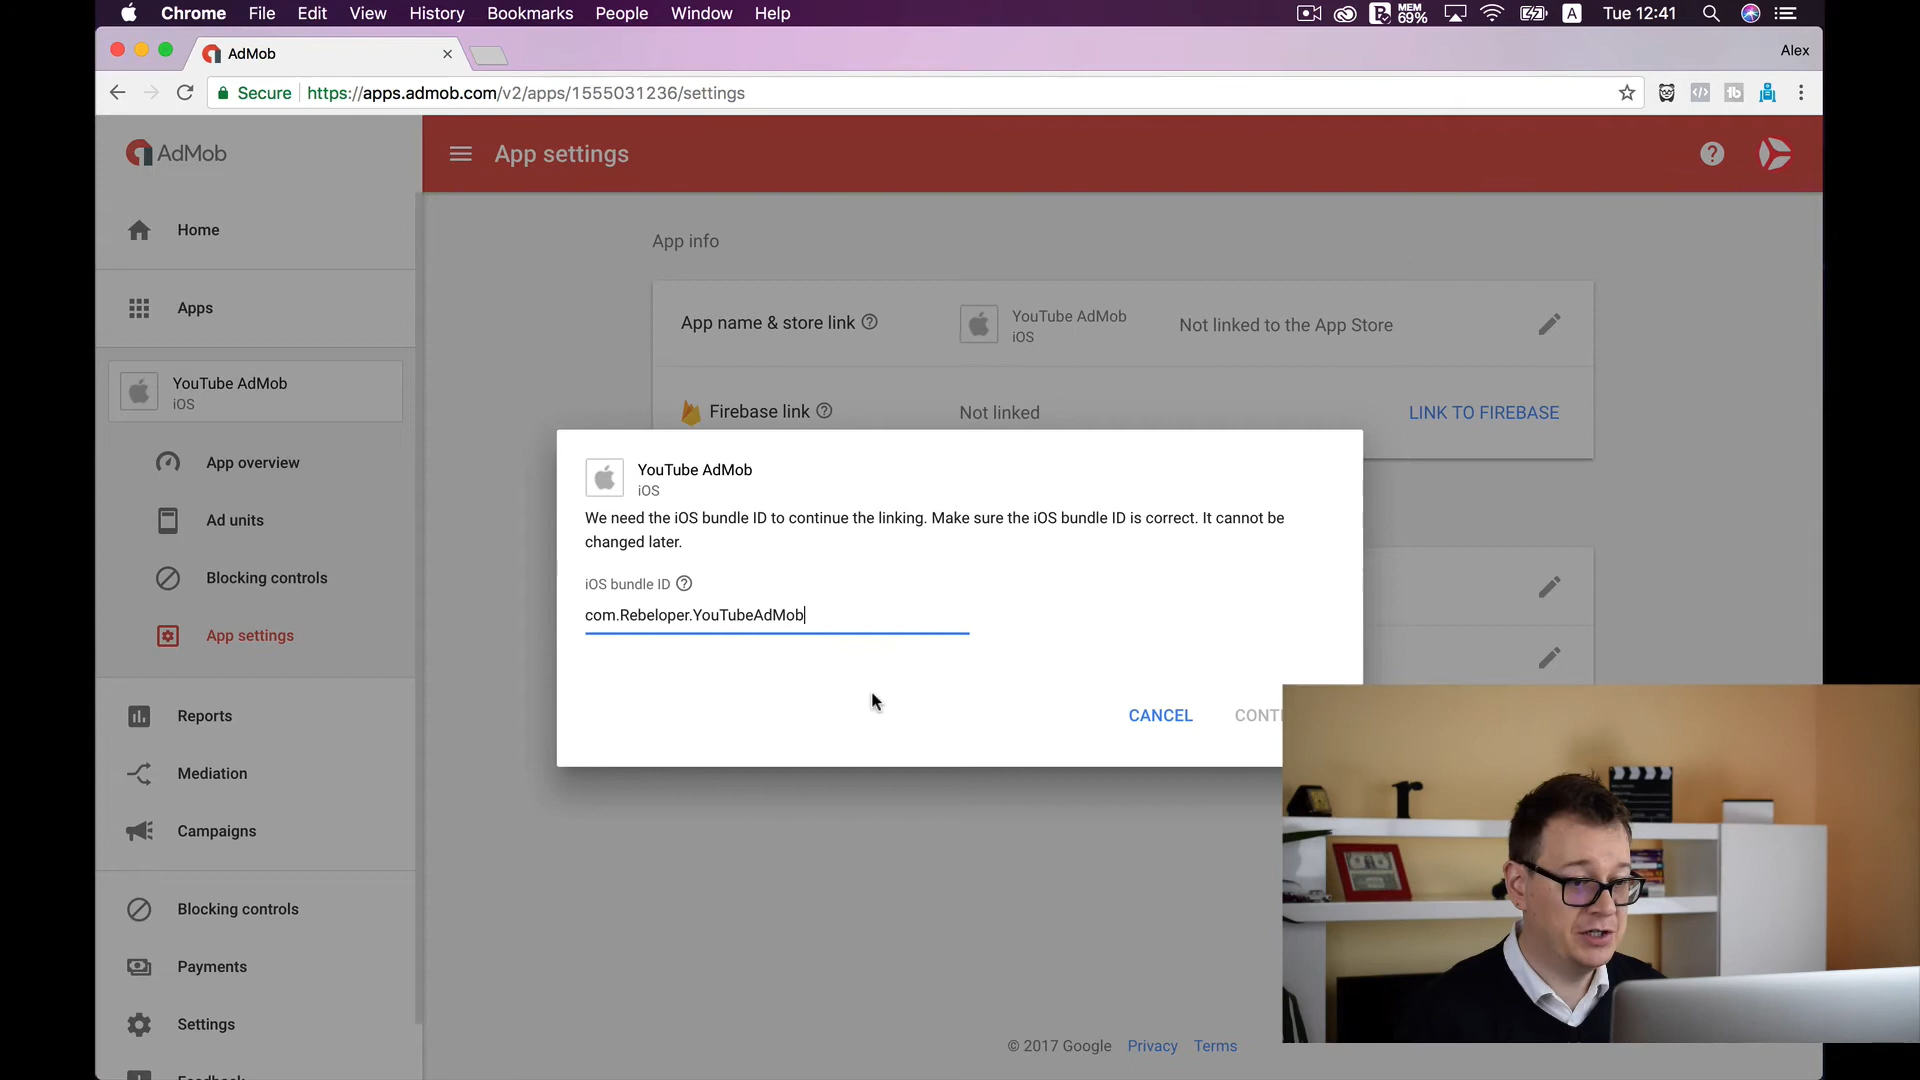 Chrome File Edit View History Bookmarks People Window Help MEM 69% A Tue 12:41
AdMob Alex
Secure https://apps.admob.com/v2/apps/1555031236/settings
AdMob
App settings
Home
Apps
YouTube AdMob
iOS
App overview
Ad units
Blocking controls
App settings
Reports
Mediation
Campaigns
Blocking controls
Payments
Settings
App info
App name & store link
YouTube AdMob
iOS
Not linked to the App Store
Firebase link
Not linked
LINK TO FIREBASE
YouTube AdMob
iOS
We need the iOS bundle ID to continue the linking. Make sure the iOS bundle ID is correct. It cannot be
changed later.
iOS bundle ID
com.Rebeloper.YouTubeAdMob
CANCEL
© 2017 Google Privacy Terms